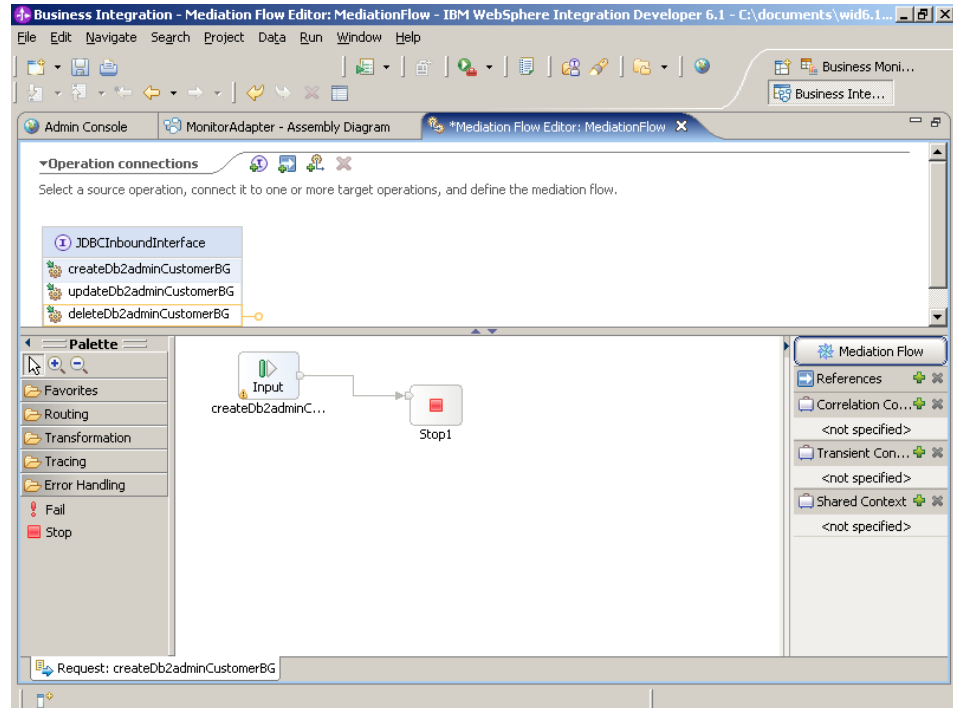 Business Integration - Mediation Flow Editor: MediationFlow - IBM WebSphere Integration Developer 6.1 - C:\documents\wid6.1...
File Edit Navigate Search Project Data Run Window Help
Business Moni...
Business Inte...
Admin Console MonitorAdapter - Assembly Diagram *Mediation Flow Editor: MediationFlow
Operation connections
Select a source operation, connect it to one or more target operations, and define the mediation flow.
JDBCInboundInterface
createDb2adminCustomerBG
updateDb2adminCustomerBG
deleteDb2adminCustomerBG
Palette
Favorites
Routing
Transformation
Tracing
Error Handling
Fail
Stop
Input
createDb2adminC...
Stop1
Mediation Flow
References
Correlation Co...
<not specified>
Transient Con...
<not specified>
Shared Context
<not specified>
Request: createDb2adminCustomerBG